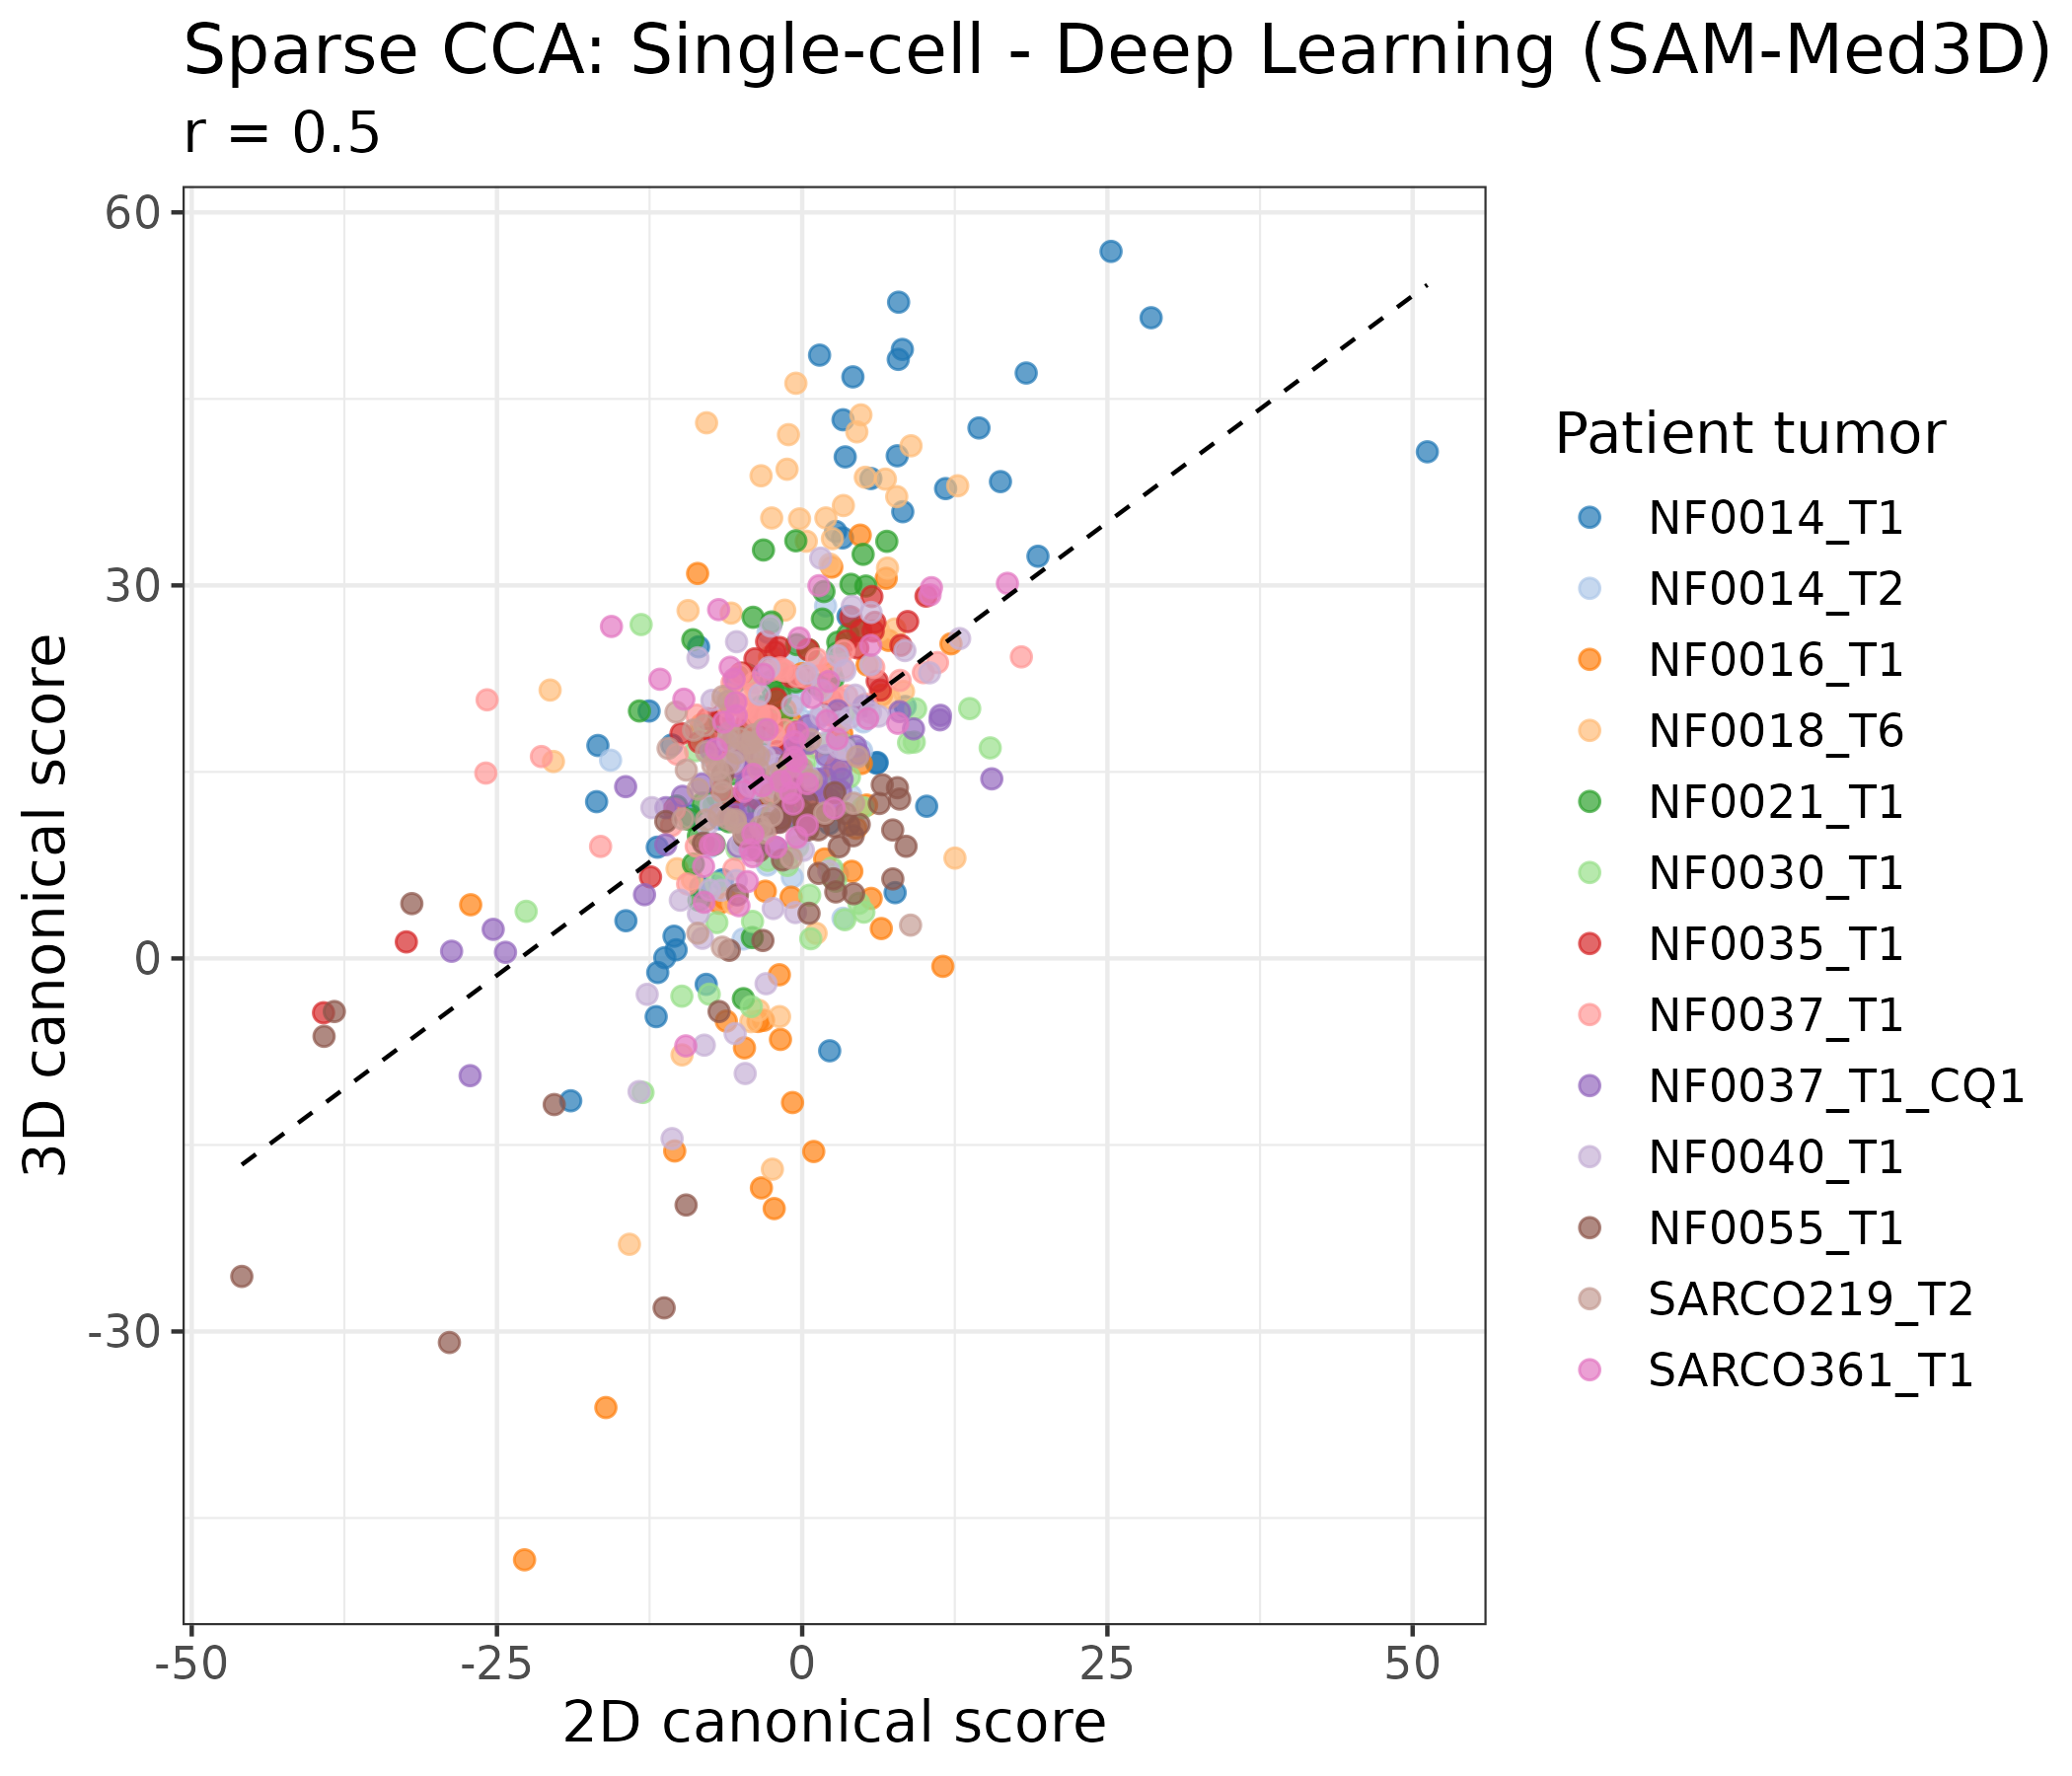 Sparse CCA: Single-cell - Deep Learning (SAM-Med3D)
r = 0.5
60
30
0
-30
3D canonical score
-50
-25
0
25
50
2D canonical score
Patient tumor
NF0014_T1
NF0014_T2
NF0016_T1
NF0018_T6
NF0021_T1
NF0030_T1
NF0035_T1
NF0037_T1
NF0037_T1_CQ1
NF0040_T1
NF0055_T1
SARCO219_T2
SARCO361_T1